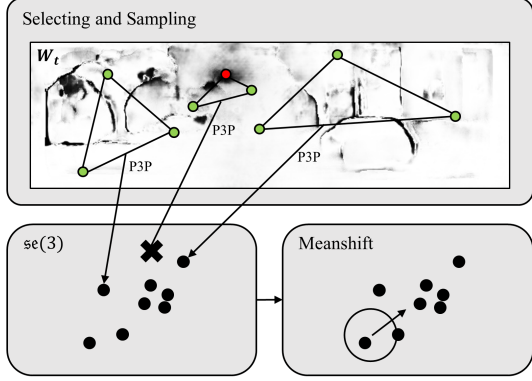 Selecting and Sampling
W_t
P3P
P3P
P3P
𝔰𝔢(3)
Meanshift